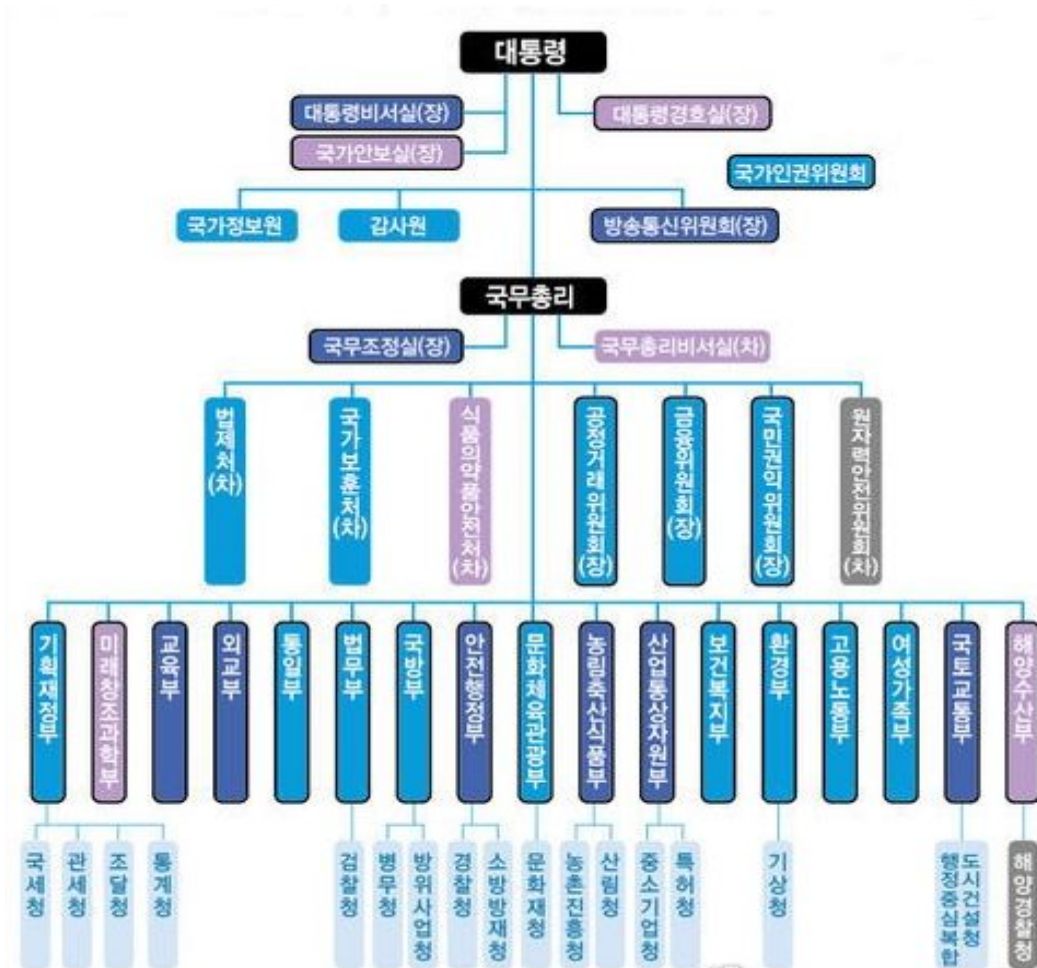 대통령
대통령비서실(장)
대통령경호실(장)
국가안보실(장)
국가인권위원회
국가정보원
감사원
방송통신위원회(장)
국무총리
국무조정실(장)
국무총리비서실(차)
법제처(차)
국가보훈처(차)
식품의약품안전처(차)
공정거래위원회(장)
금융위원회(장)
국민권익위원회(장)
원자력안전위원회(차)
기획재정부
미래창조과학부
교육부
외교부
통일부
법무부
국방부
안전행정부
문화체육관광부
농림축산식품부
산업통상자원부
보건복지부
환경부
고용노동부
여성가족부
국토교통부
해양수산부
국세청
관세청
조달청
통계청
검찰청
병무청
방위사업청
경찰청
소방방재청
문화재청
농촌진흥청
산림청
중소기업청
특허청
기상청
행정중심복합
도시건설청
해양경찰청